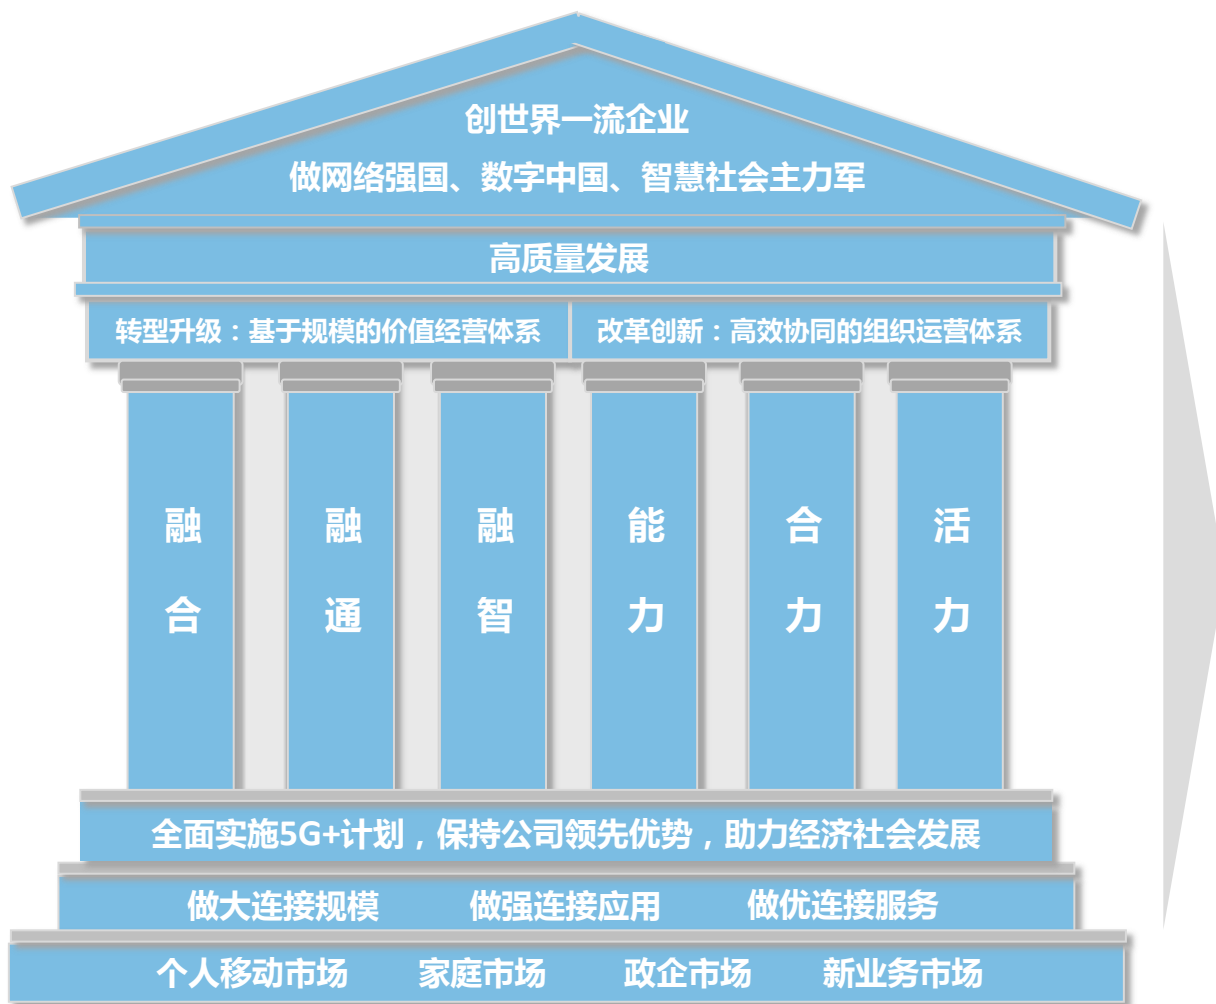 创世界一流企业
做网络强国、数字中国、智慧社会主力军
高质量发展
转型升级：基于规模的价值经营体系
改革创新：高效协同的组织运营体系
融合
融通
融智
能力
合力
活力
全面实施5G+计划，保持公司领先优势，助力经济社会发展
做大连接规模 做强连接应用 做优连接服务
个人移动市场 家庭市场 政企市场 新业务市场